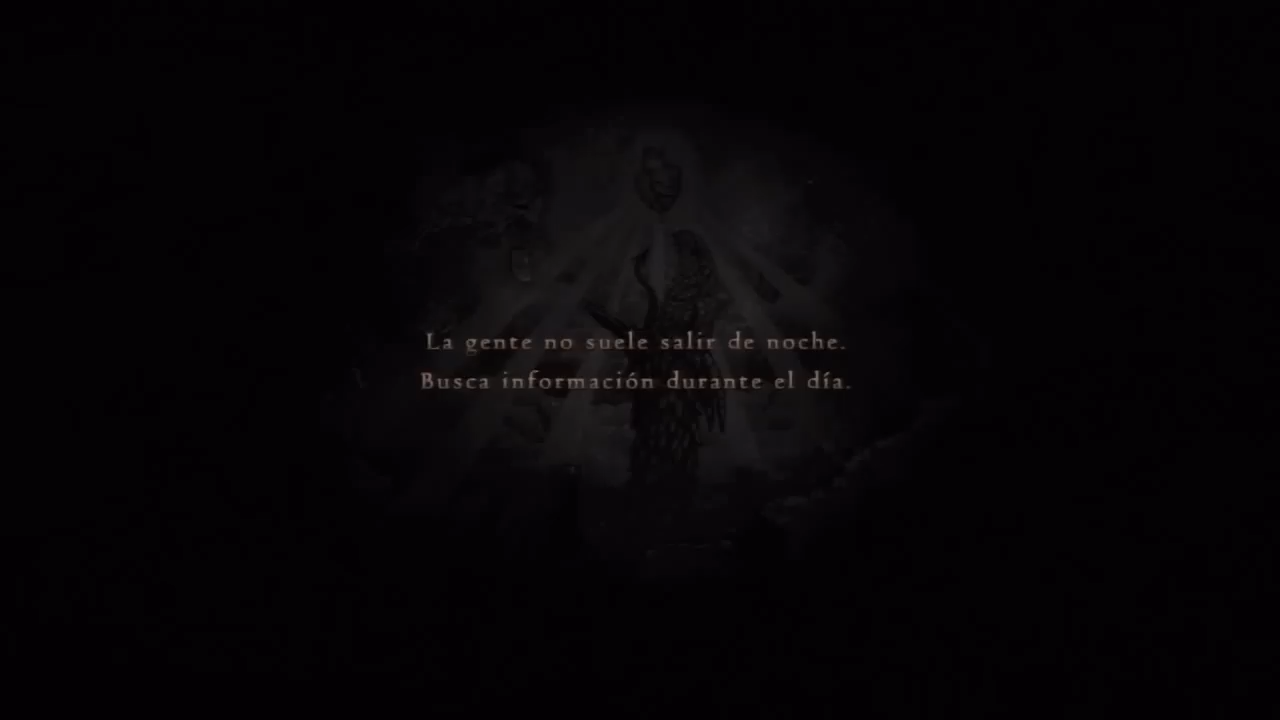 La gente no suele salir de noche.
Busca información durante el día.